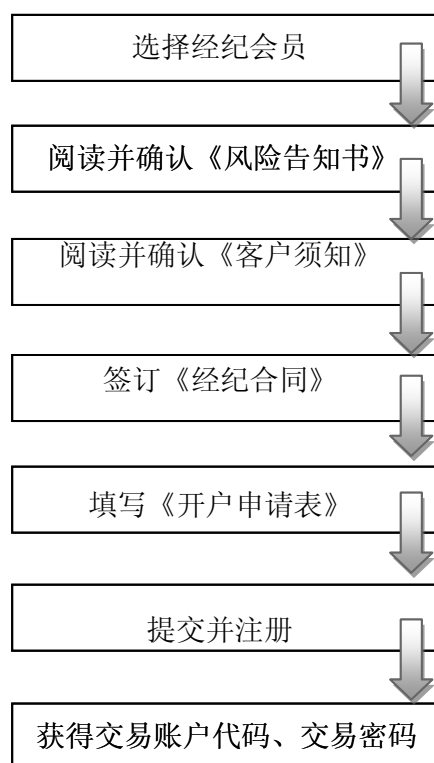 选择经纪会员
阅读并确认《风险告知书》
阅读并确认《客户须知》
签订《经纪合同》
填写《开户申请表》
提交并注册
获得交易账户代码、交易密码